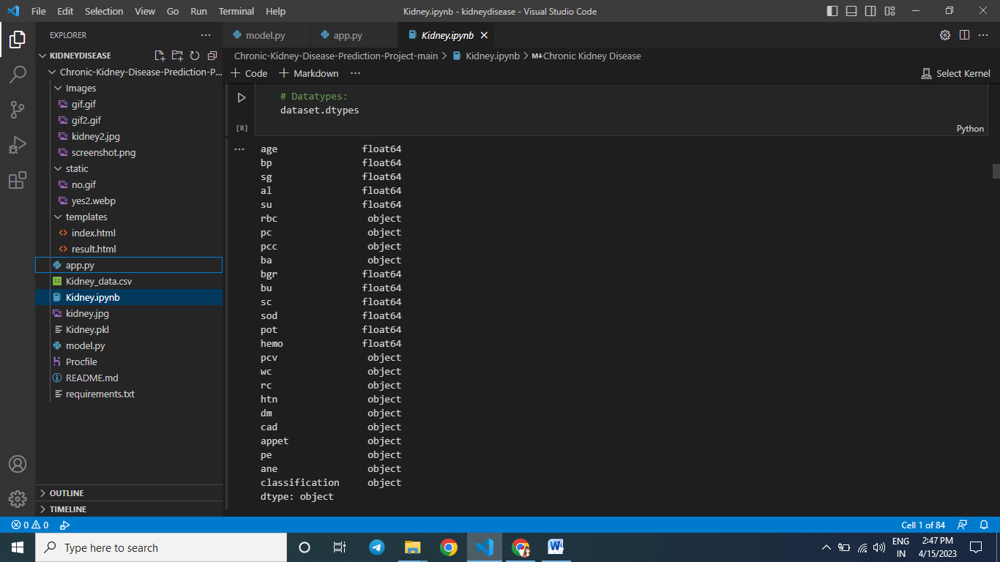 File Edit Selection View Go Run Terminal Help
Kidney.ipynb - kidneydisease - Visual Studio Code
EXPLORER
KIDNEYDISEASE
Chronic-Kidney-Disease-Prediction-P...
Images
gif.gif
gif2.gif
kidney2.jpg
screenshot.png
static
no.gif
yes2.webp
templates
index.html
result.html
app.py
Kidney_data.csv
Kidney.ipynb
kidney.jpg
Kidney.pkl
model.py
Procfile
README.md
requirements.txt
OUTLINE
TIMELINE
model.py app.py Kidney.ipynb
Chronic-Kidney-Disease-Prediction-Project-main > Kidney.ipynb > M Chronic Kidney Disease
+ Code + Markdown ... Select Kernel
# Datatypes:
dataset.dtypes
[8] Python
age float64
bp float64
sg float64
al float64
su float64
rbc object
pc object
pcc object
ba object
bgr float64
bu float64
sc float64
sod float64
pot float64
hemo float64
pcv object
wc object
rc object
htn object
dm object
cad object
appet object
pe object
ane object
classification object
dtype: object
0 0 Cell 1 of 84
Type here to search
W
ENG 2:47 PM
IN 4/15/2023